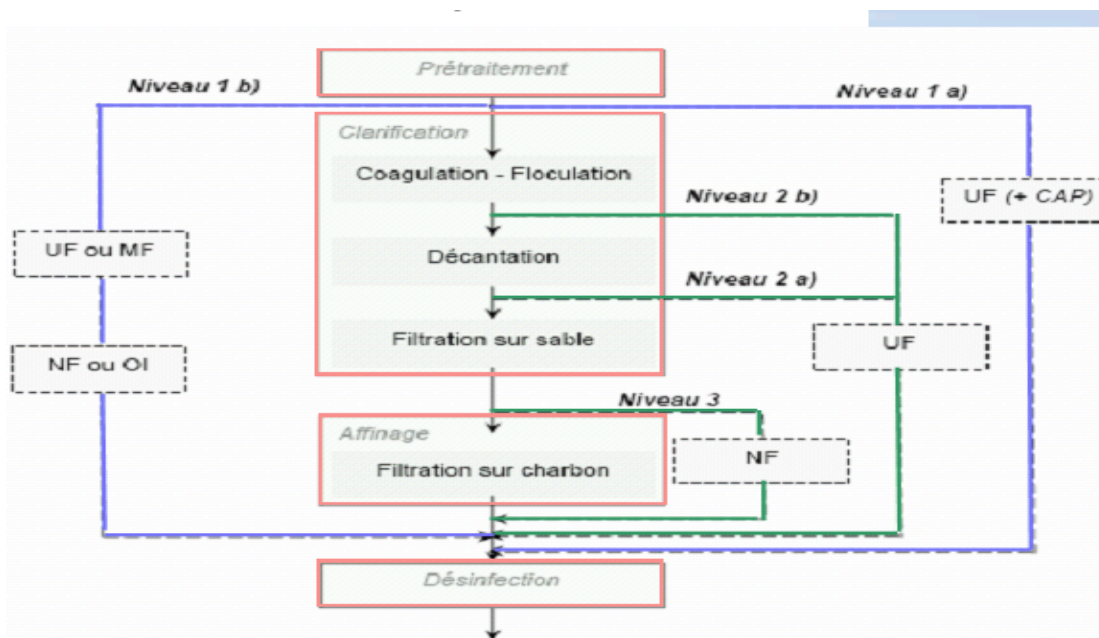 Prétraitement
Niveau 1 b)
Niveau 1 a)
Clarification
Coagulation - Floculation
UF (+ CAP)
Niveau 2 b)
UF ou MF
Décantation
Niveau 2 a)
Filtration sur sable
UF
NF ou OI
Niveau 3
Affinage
NF
Filtration sur charbon
Désinfection